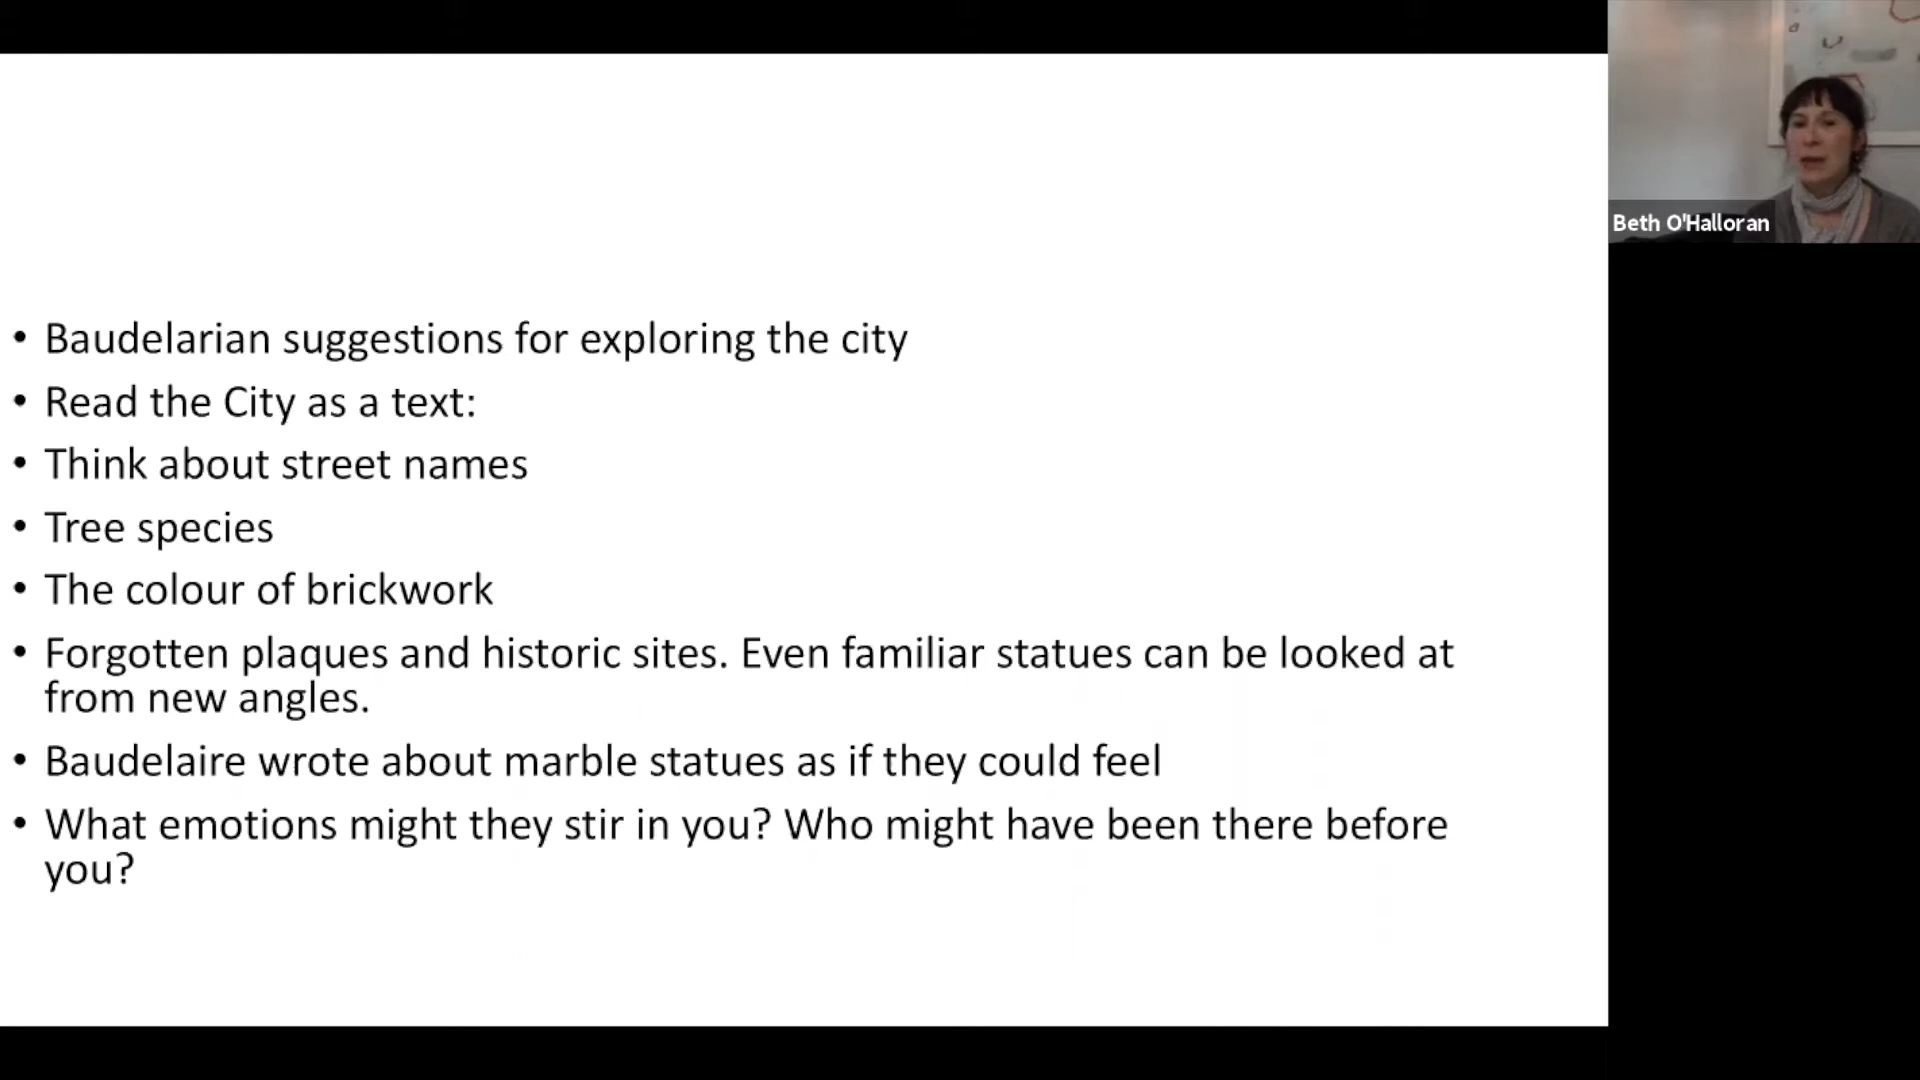 • Baudelarian suggestions for exploring the city
• Read the City as a text:
• Think about street names
• Tree species
• The colour of brickwork
• Forgotten plaques and historic sites. Even familiar statues can be looked at
from new angles.
• Baudelaire wrote about marble statues as if they could feel
• What emotions might they stir in you? Who might have been there before
you?
Beth O'Halloran